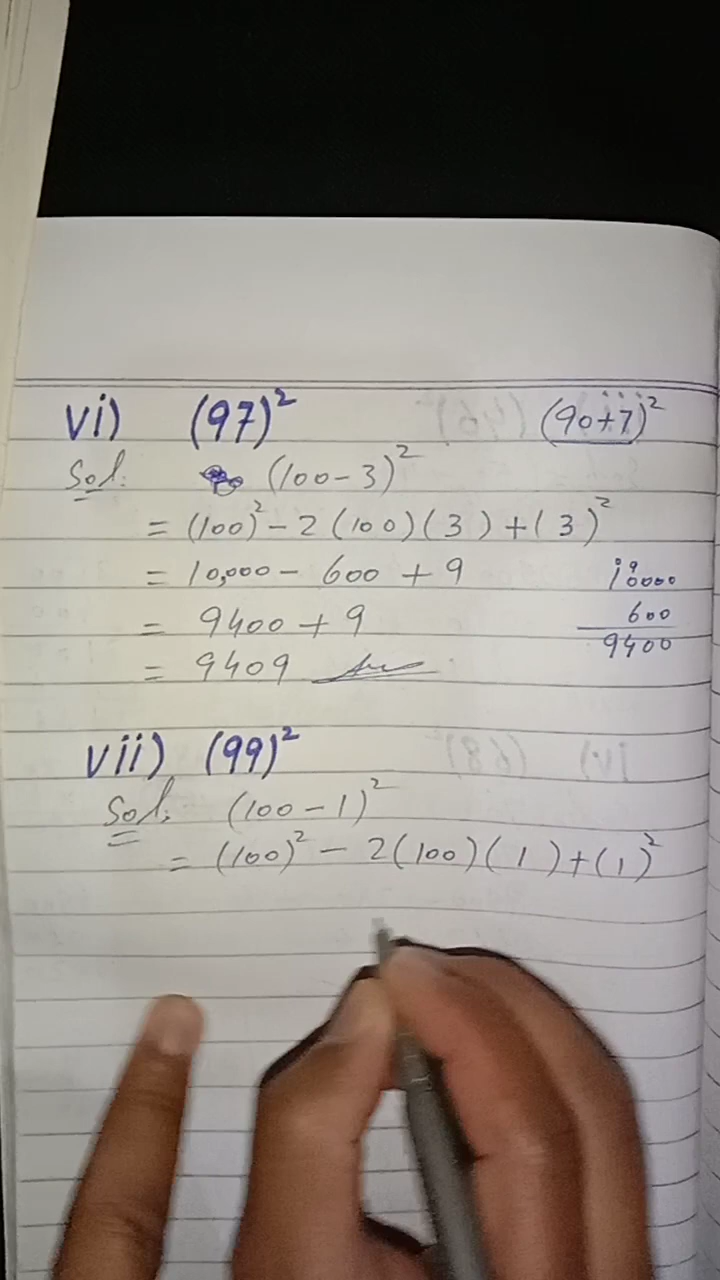 vi) (97)² (90+7)²
Sol: (100-3)²
= (100)² - 2(100)(3) + (3)²
= 10,000 - 600 + 9
= 9400 + 9
= 9409 Ans
10000
600
9400
vii) (99)²
Sol: (100-1)²
= (100)² - 2(100)(1) + (1)²